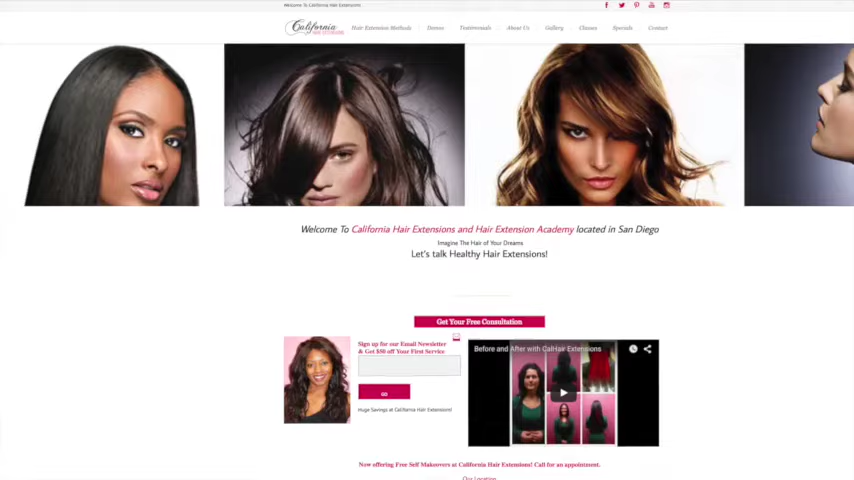 Welcome To California Hair Extensions
California
HAIR EXTENSIONS
Hair Extension Methods
Demos
Testimonials
About Us
Gallery
Classes
Specials
Contact
Welcome To California Hair Extensions and Hair Extension Academy located in San Diego
Imagine The Hair of Your Dreams
Let's talk Healthy Hair Extensions!
Get Your Free Consultation
Sign up for our Email Newsletter
& Get $50 off Your First Service
GO
Huge Savings at California Hair Extensions!
Before and After with CalHair Extensions
Now offering Free Self Makeovers at California Hair Extensions! Call for an appointment.
Our Location